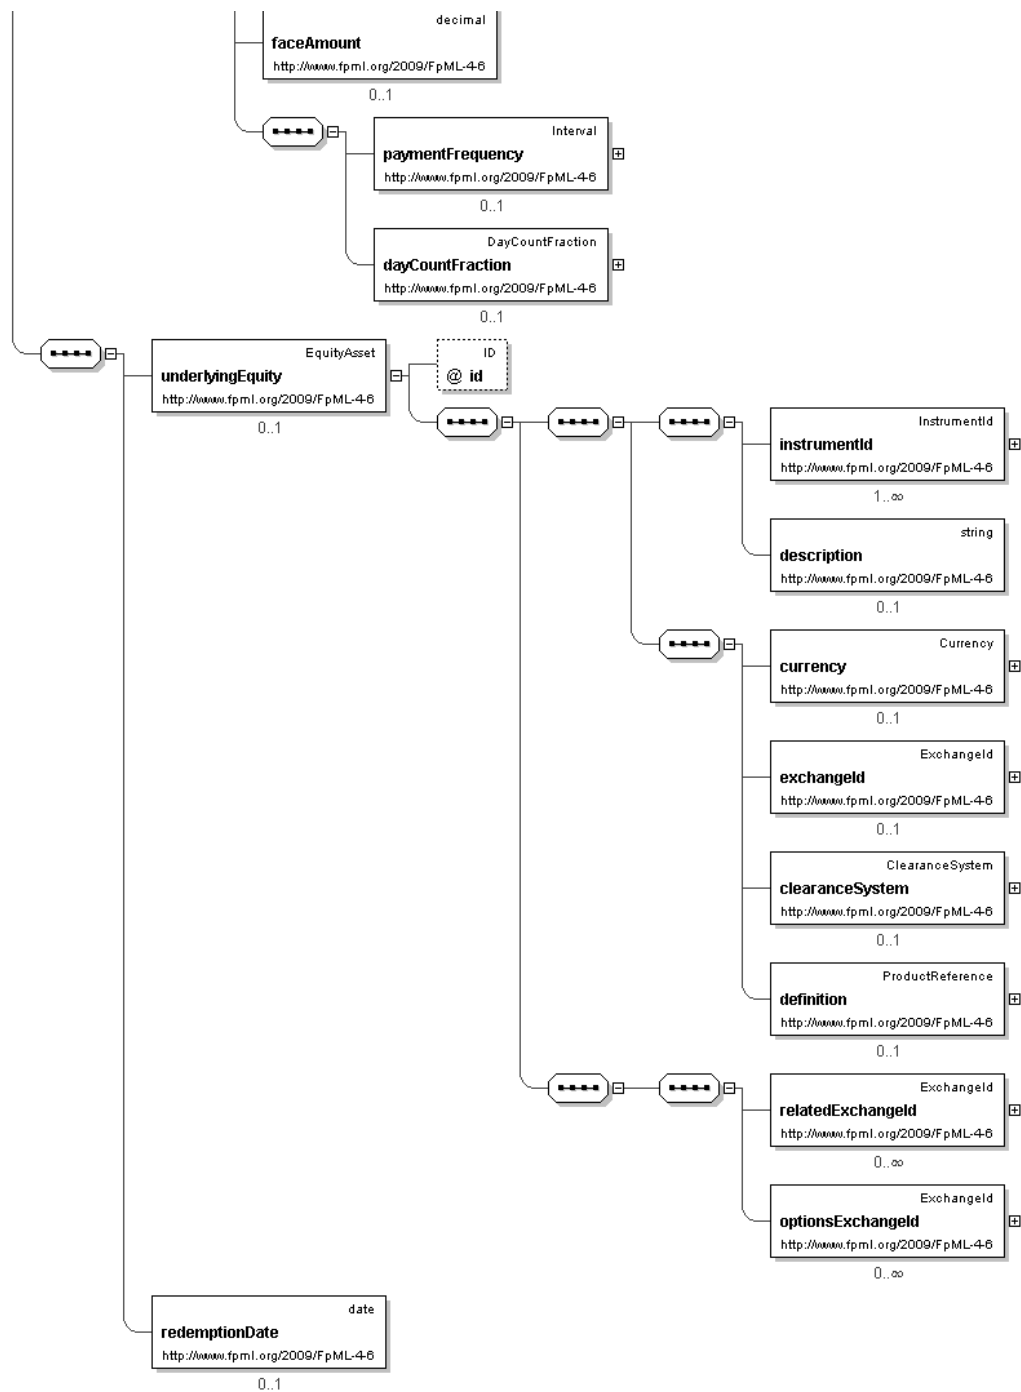 decimal
faceAmount
http://www.fpml.org/2009/FpML-4-6
0..1
Interval
paymentFrequency
http://www.fpml.org/2009/FpML-4-6
0..1
DayCountFraction
dayCountFraction
http://www.fpml.org/2009/FpML-4-6
0..1
EquityAsset
underlyingEquity
http://www.fpml.org/2009/FpML-4-6
0..1
ID
@ id
InstrumentId
instrumentId
http://www.fpml.org/2009/FpML-4-6
1..∞
string
description
http://www.fpml.org/2009/FpML-4-6
0..1
Currency
currency
http://www.fpml.org/2009/FpML-4-6
0..1
ExchangeId
exchangeId
http://www.fpml.org/2009/FpML-4-6
0..1
ClearanceSystem
clearanceSystem
http://www.fpml.org/2009/FpML-4-6
0..1
ProductReference
definition
http://www.fpml.org/2009/FpML-4-6
0..1
ExchangeId
relatedExchangeId
http://www.fpml.org/2009/FpML-4-6
0..∞
ExchangeId
optionsExchangeId
http://www.fpml.org/2009/FpML-4-6
0..∞
date
redemptionDate
http://www.fpml.org/2009/FpML-4-6
0..1